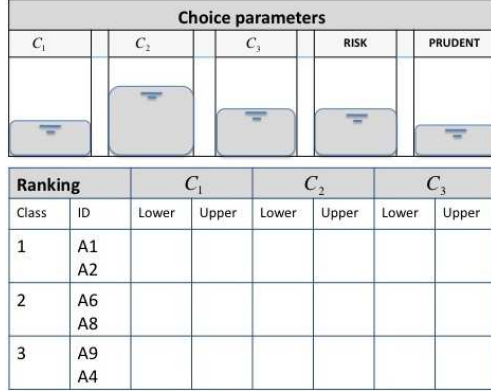 Choice parameters
C₁ C₂ C₃ RISK PRUDENT
Ranking C₁ C₂ C₃
Class ID Lower Upper Lower Upper Lower Upper
1 A1
A2
2 A6
A8
3 A9
A4